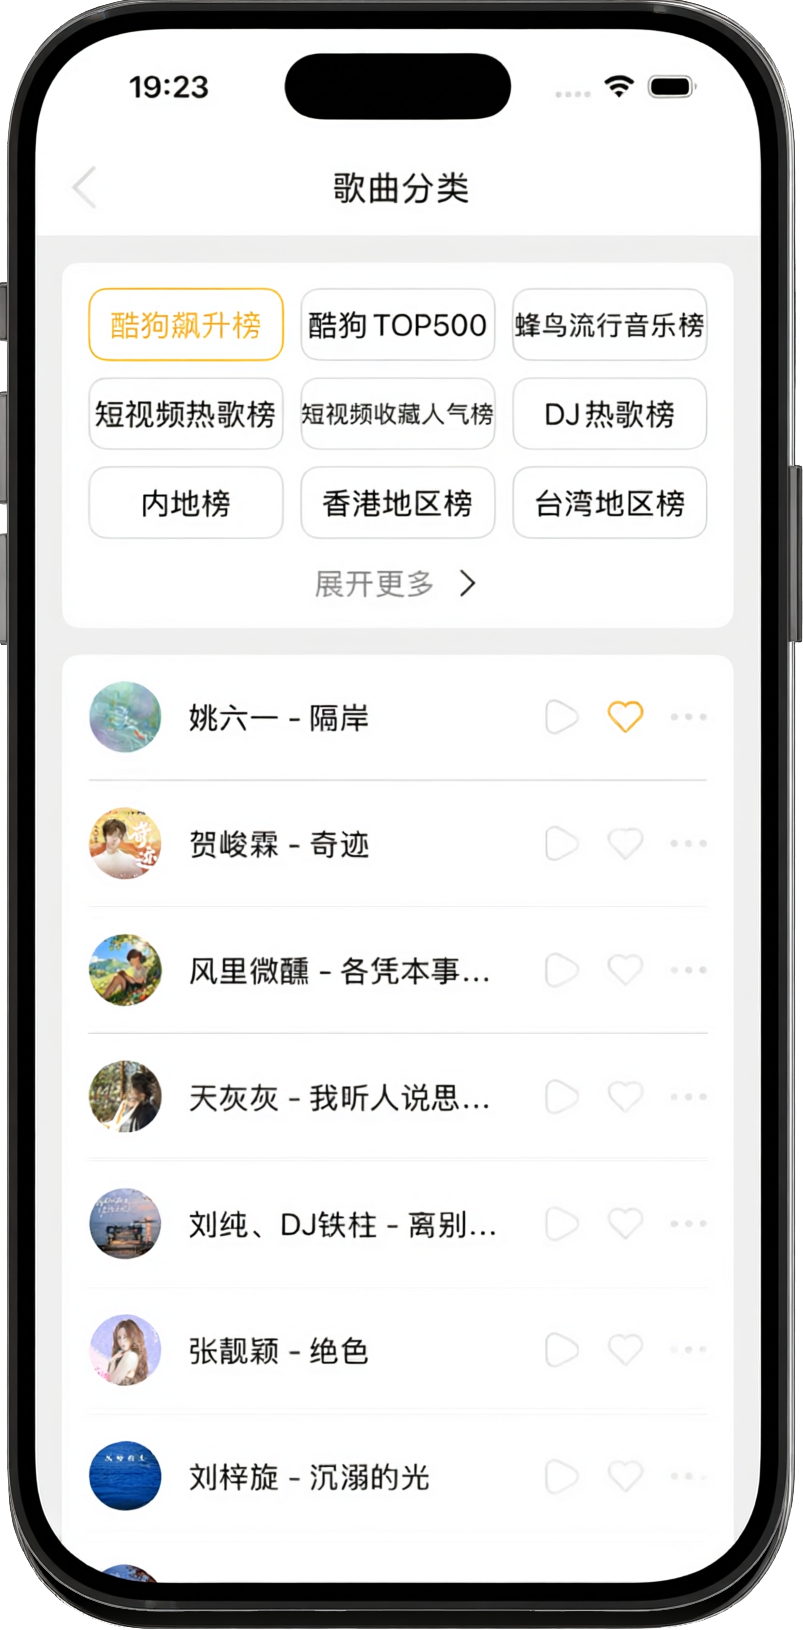 19:23
歌曲分类
酷狗飙升榜 酷狗 TOP500 蜂鸟流行音乐榜
短视频热歌榜 短视频收藏人气榜 DJ热歌榜
内地榜 香港地区榜 台湾地区榜
展开更多
姚六一 - 隔岸
贺峻霖 - 奇迹
风里微醺 - 各凭本事...
天灰灰 - 我听人说思...
刘纯、DJ铁柱 - 离别...
张靓颖 - 绝色
刘梓旋 - 沉溺的光